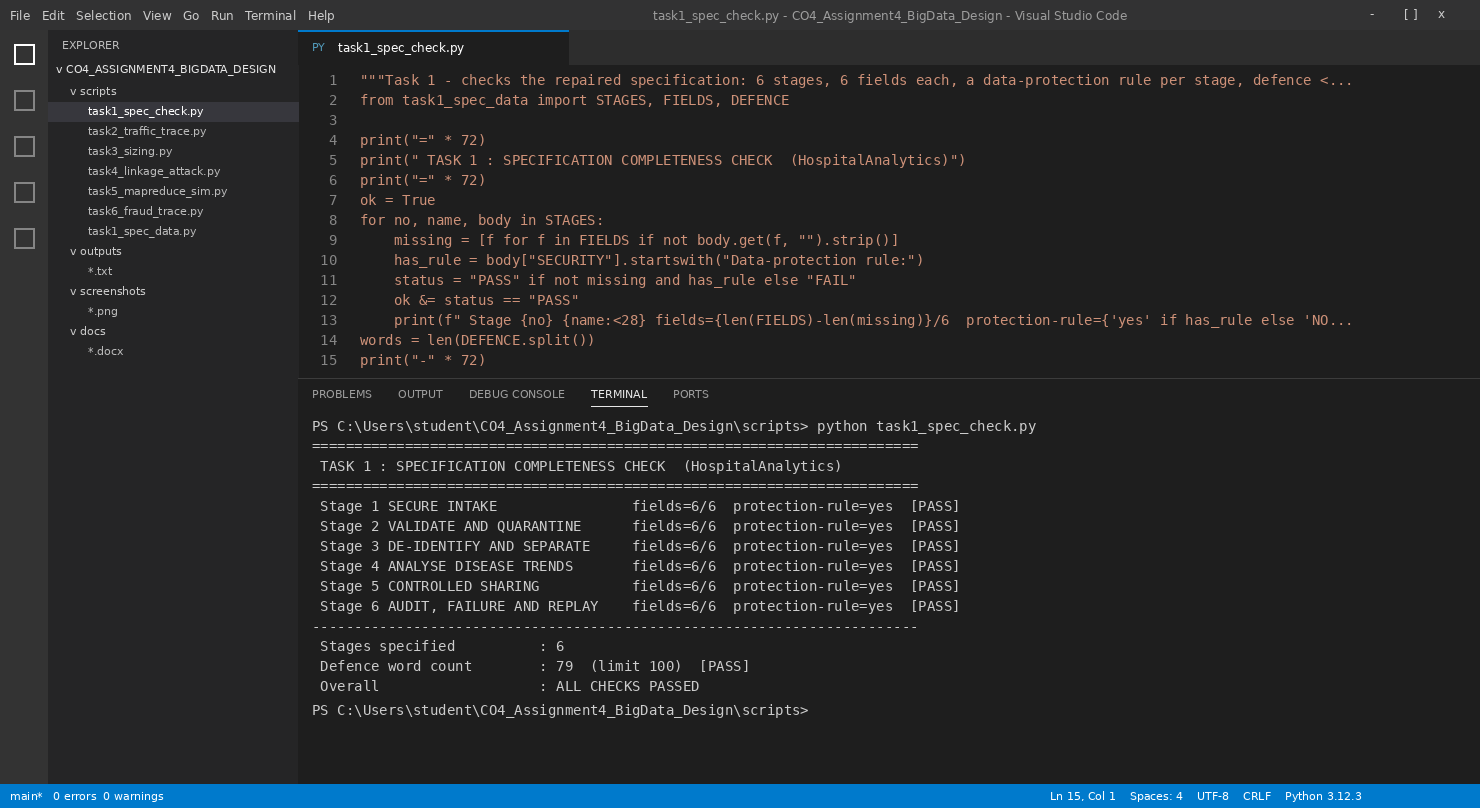 File Edit Selection View Go Run Terminal Help
task1_spec_check.py - CO4_Assignment4_BigData_Design - Visual Studio Code
- [ ] x
EXPLORER
v CO4_ASSIGNMENT4_BIGDATA_DESIGN
v scripts
task1_spec_check.py
task2_traffic_trace.py
task3_sizing.py
task4_linkage_attack.py
task5_mapreduce_sim.py
task6_fraud_trace.py
task1_spec_data.py
v outputs
*.txt
v screenshots
*.png
v docs
*.docx
PY task1_spec_check.py
1 """Task 1 - checks the repaired specification: 6 stages, 6 fields each, a data-protection rule per stage, defence <...
2 from task1_spec_data import STAGES, FIELDS, DEFENCE
3
4 print("=" * 72)
5 print(" TASK 1 : SPECIFICATION COMPLETENESS CHECK  (HospitalAnalytics)")
6 print("=" * 72)
7 ok = True
8 for no, name, body in STAGES:
9     missing = [f for f in FIELDS if not body.get(f, "").strip()]
10     has_rule = body["SECURITY"].startswith("Data-protection rule:")
11     status = "PASS" if not missing and has_rule else "FAIL"
12     ok &= status == "PASS"
13     print(f" Stage {no} {name:<28} fields={len(FIELDS)-len(missing)}/6  protection-rule={'yes' if has_rule else 'NO...
14 words = len(DEFENCE.split())
15 print("-" * 72)
PROBLEMS OUTPUT DEBUG CONSOLE TERMINAL PORTS
PS C:\Users\student\CO4_Assignment4_BigData_Design\scripts> python task1_spec_check.py
========================================================================
 TASK 1 : SPECIFICATION COMPLETENESS CHECK  (HospitalAnalytics)
========================================================================
 Stage 1 SECURE INTAKE                fields=6/6  protection-rule=yes  [PASS]
 Stage 2 VALIDATE AND QUARANTINE      fields=6/6  protection-rule=yes  [PASS]
 Stage 3 DE-IDENTIFY AND SEPARATE     fields=6/6  protection-rule=yes  [PASS]
 Stage 4 ANALYSE DISEASE TRENDS       fields=6/6  protection-rule=yes  [PASS]
 Stage 5 CONTROLLED SHARING           fields=6/6  protection-rule=yes  [PASS]
 Stage 6 AUDIT, FAILURE AND REPLAY    fields=6/6  protection-rule=yes  [PASS]
------------------------------------------------------------------------
 Stages specified          : 6
 Defence word count        : 79  (limit 100)  [PASS]
 Overall                   : ALL CHECKS PASSED
PS C:\Users\student\CO4_Assignment4_BigData_Design\scripts>
main* 0 errors 0 warnings
Ln 15, Col 1 Spaces: 4 UTF-8 CRLF Python 3.12.3